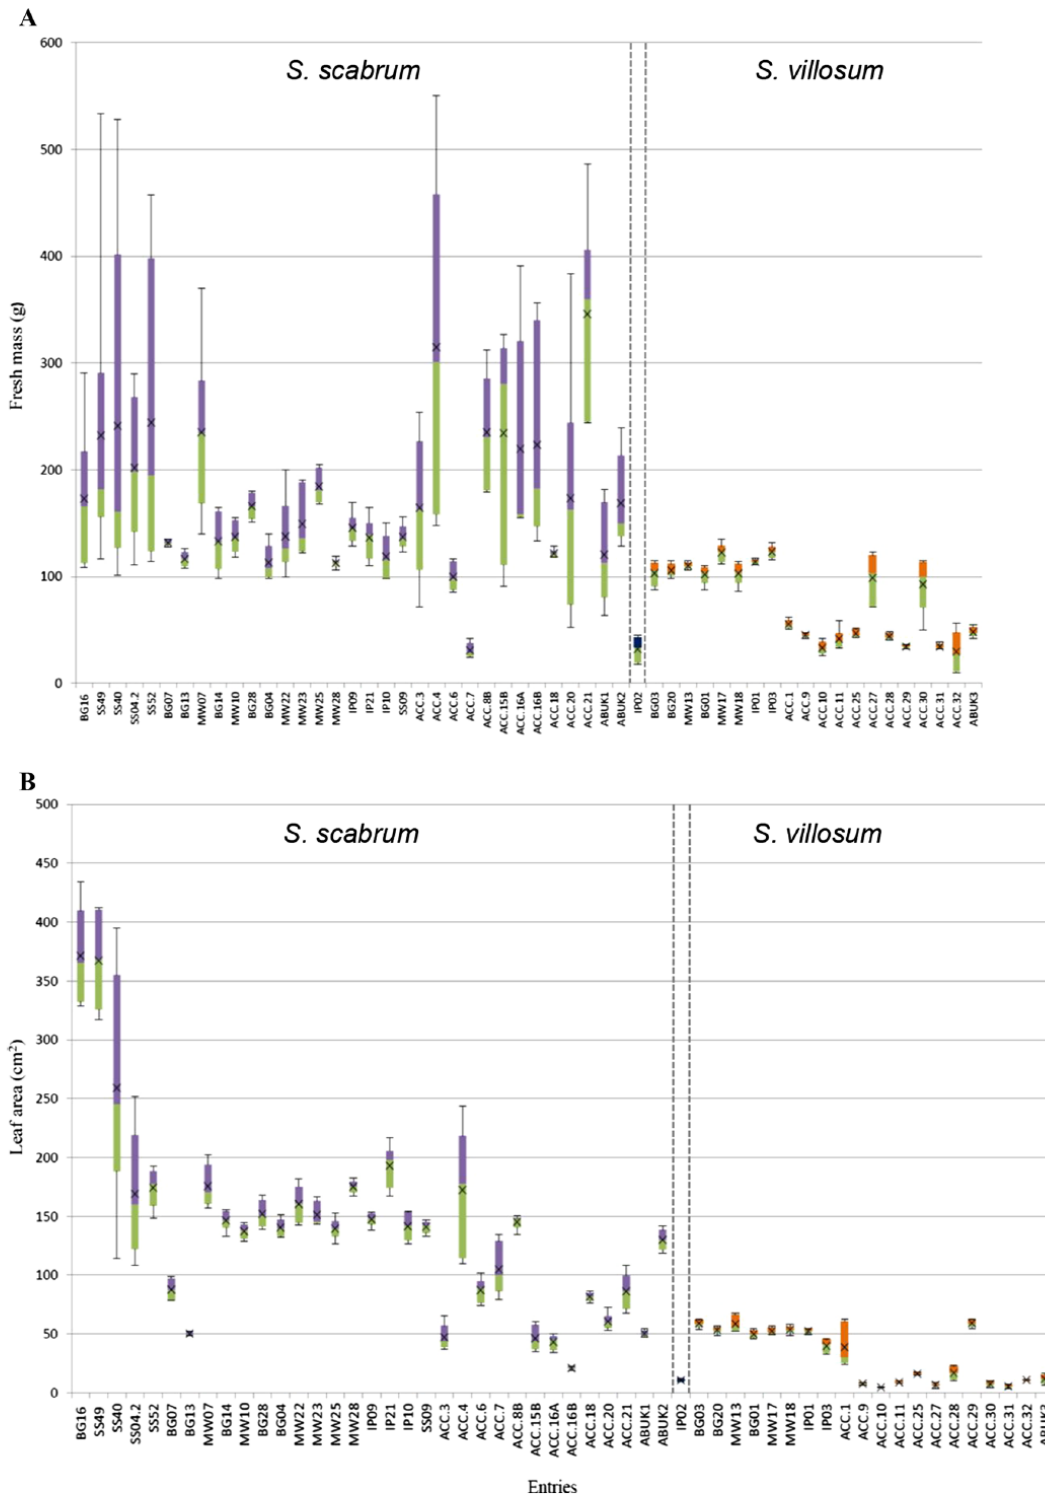 A
600
S. scabrum
S. villosum
500
400
300
200
100
0
Fresh mass (g)
BG16 SS49 SS40 SS04.2 SS52 BG07 BG13 MW07 BG14 MW10 BG28 BG04 MW22 MW23 MW25 MW28 IP09 IP21 IP10 SS09 ACC.3 ACC.4 ACC.6 ACC.7 ACC.8B ACC.15B ACC.16A ACC.16B ACC.18 ACC.20 ACC.21 ABUK1 ABUK2 IP02 BG03 BG20 MW13 BG01 MW17 MW18 IP01 IP03 ACC.1 ACC.9 ACC.10 ACC.11 ACC.25 ACC.27 ACC.28 ACC.29 ACC.30 ACC.31 ACC.32 ABUK3
B
500
S. scabrum
S. villosum
450
400
350
300
250
200
150
100
50
0
Leaf area (cm²)
BG16 SS49 SS40 SS04.2 SS52 BG07 BG13 MW07 BG14 MW10 BG28 BG04 MW22 MW23 MW25 MW28 IP09 IP21 IP10 SS09 ACC.3 ACC.4 ACC.6 ACC.7 ACC.8B ACC.15B ACC.16A ACC.16B ACC.18 ACC.20 ACC.21 ABUK1 ABUK2 IP02 BG03 BG20 MW13 BG01 MW17 MW18 IP01 IP03 ACC.1 ACC.9 ACC.10 ACC.11 ACC.25 ACC.27 ACC.28 ACC.29 ACC.30 ACC.31 ACC.32 ABUK3
Entries